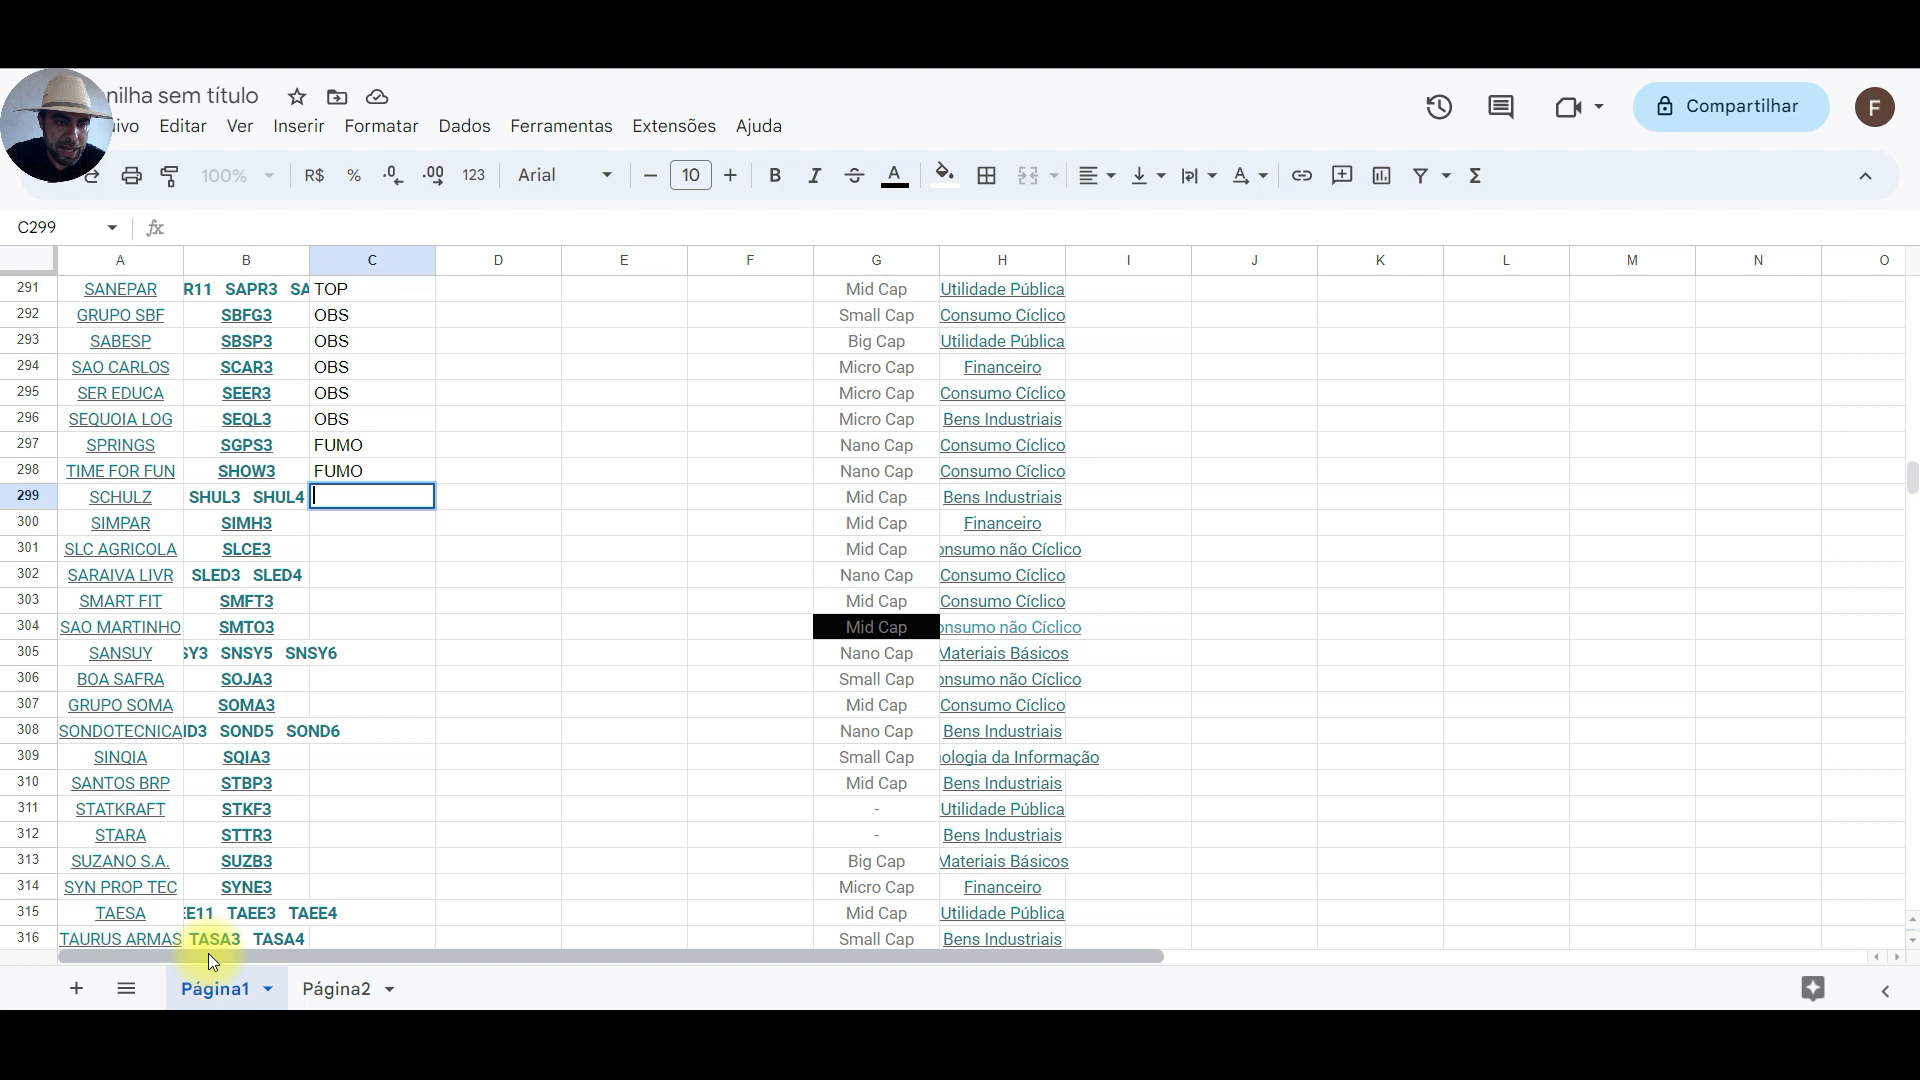 nilha sem título
ivo Editar Ver Inserir Formatar Dados Ferramentas Extensões Ajuda
Compartilhar
F
100% R$ % .0 .00 123 Arial 10 B I A
C299 fx
A B C D E F G H I J K L M N O
291 SANEPAR R11 SAPR3 SA TOP Mid Cap Utilidade Pública
292 GRUPO SBF SBFG3 OBS Small Cap Consumo Cíclico
293 SABESP SBSP3 OBS Big Cap Utilidade Pública
294 SAO CARLOS SCAR3 OBS Micro Cap Financeiro
295 SER EDUCA SEER3 OBS Micro Cap Consumo Cíclico
296 SEQUOIA LOG SEQL3 OBS Micro Cap Bens Industriais
297 SPRINGS SGPS3 FUMO Nano Cap Consumo Cíclico
298 TIME FOR FUN SHOW3 FUMO Nano Cap Consumo Cíclico
299 SCHULZ SHUL3 SHUL4 Mid Cap Bens Industriais
300 SIMPAR SIMH3 Mid Cap Financeiro
301 SLC AGRICOLA SLCE3 Mid Cap onsumo não Cíclico
302 SARAIVA LIVR SLED3 SLED4 Nano Cap Consumo Cíclico
303 SMART FIT SMFT3 Mid Cap Consumo Cíclico
304 SAO MARTINHO SMTO3 Mid Cap onsumo não Cíclico
305 SANSUY SY3 SNSY5 SNSY6 Nano Cap Materiais Básicos
306 BOA SAFRA SOJA3 Small Cap onsumo não Cíclico
307 GRUPO SOMA SOMA3 Mid Cap Consumo Cíclico
308 SONDOTECNICA ID3 SOND5 SOND6 Nano Cap Bens Industriais
309 SINQIA SQIA3 Small Cap ologia da Informação
310 SANTOS BRP STBP3 Mid Cap Bens Industriais
311 STATKRAFT STKF3 - Utilidade Pública
312 STARA STTR3 - Bens Industriais
313 SUZANO S.A. SUZB3 Big Cap Materiais Básicos
314 SYN PROP TEC SYNE3 Micro Cap Financeiro
315 TAESA EE11 TAEE3 TAEE4 Mid Cap Utilidade Pública
316 TAURUS ARMAS TASA3 TASA4 Small Cap Bens Industriais
Página1 Página2